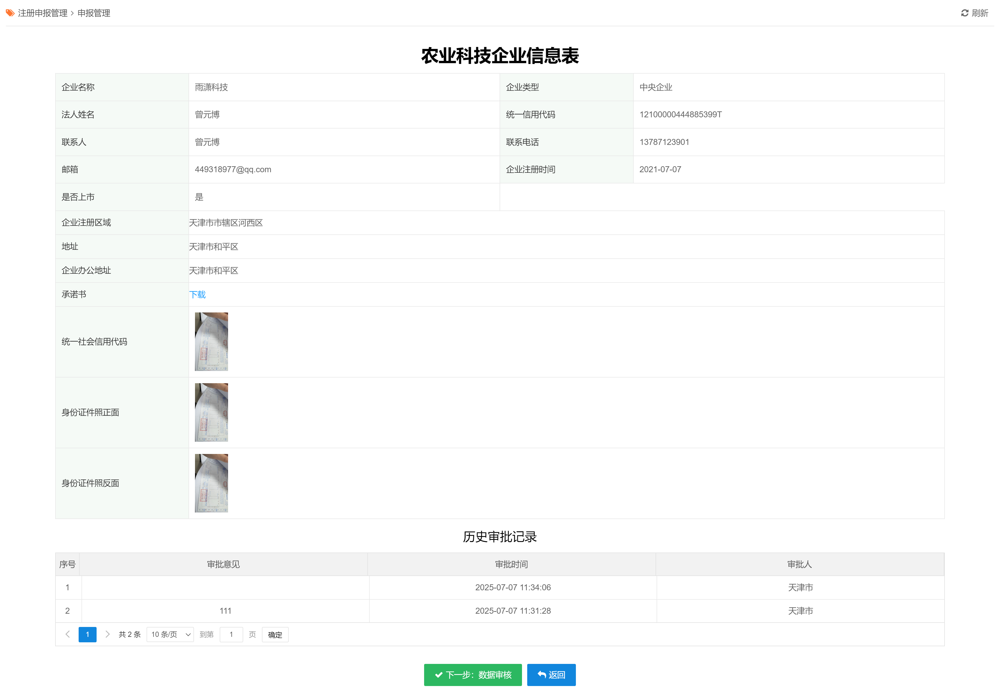 注册申报管理 > 申报管理 刷新
农业科技企业信息表
企业名称 雨潇科技 企业类型 中央企业
法人姓名 曾元博 统一信用代码 12100000444885399T
联系人 曾元博 联系电话 13787123901
邮箱 449318977@qq.com 企业注册时间 2021-07-07
是否上市 是
企业注册区域 天津市市辖区河西区
地址 天津市和平区
企业办公地址 天津市和平区
承诺书 下载
统一社会信用代码
身份证件照正面
身份证件照反面
历史审批记录
序号 审批意见 审批时间 审批人
1 2025-07-07 11:34:06 天津市
2 111 2025-07-07 11:31:28 天津市
1 共 2 条 10 条/页 到第 1 页 确定
下一步：数据审核 返回